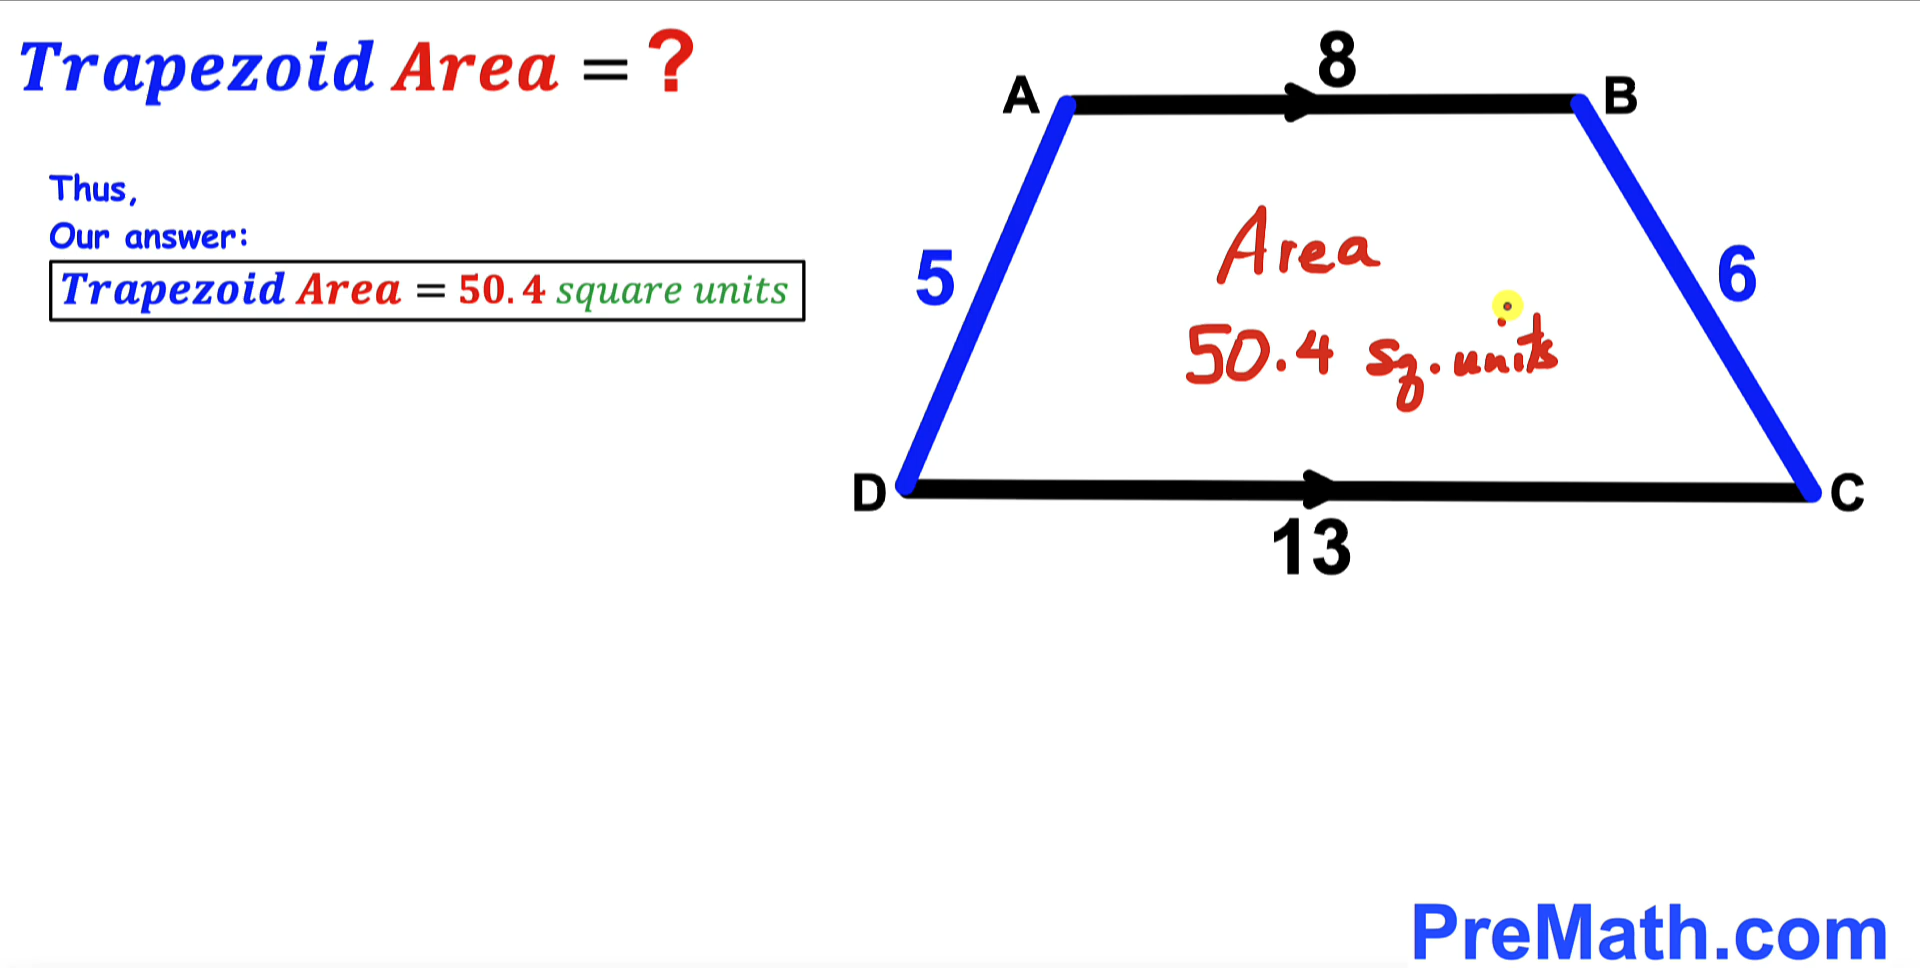 Trapezoid Area = ?
Thus,
Our answer:
Trapezoid Area = 50.4 square units
8
A
B
Area
5
6
50.4 sq. units
D
C
13
PreMath.com